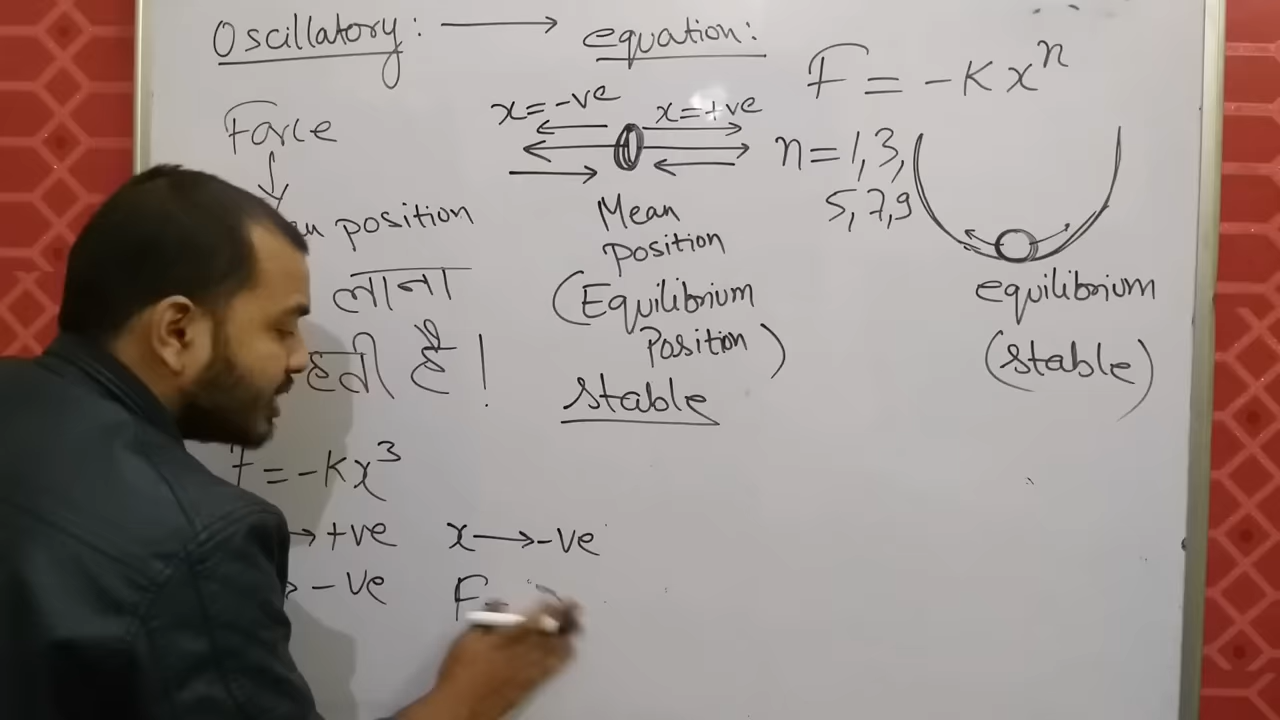 Oscillatory: → equation:
F = -Kxⁿ
Force
x=-ve x=+ve
n=1,3,
5,7,9
position
लाना
है!
Mean
position
(Equilibrium
Position)
stable
equilibrium
(stable)
F = -Kx³
→ +ve x → -ve
→ -ve F